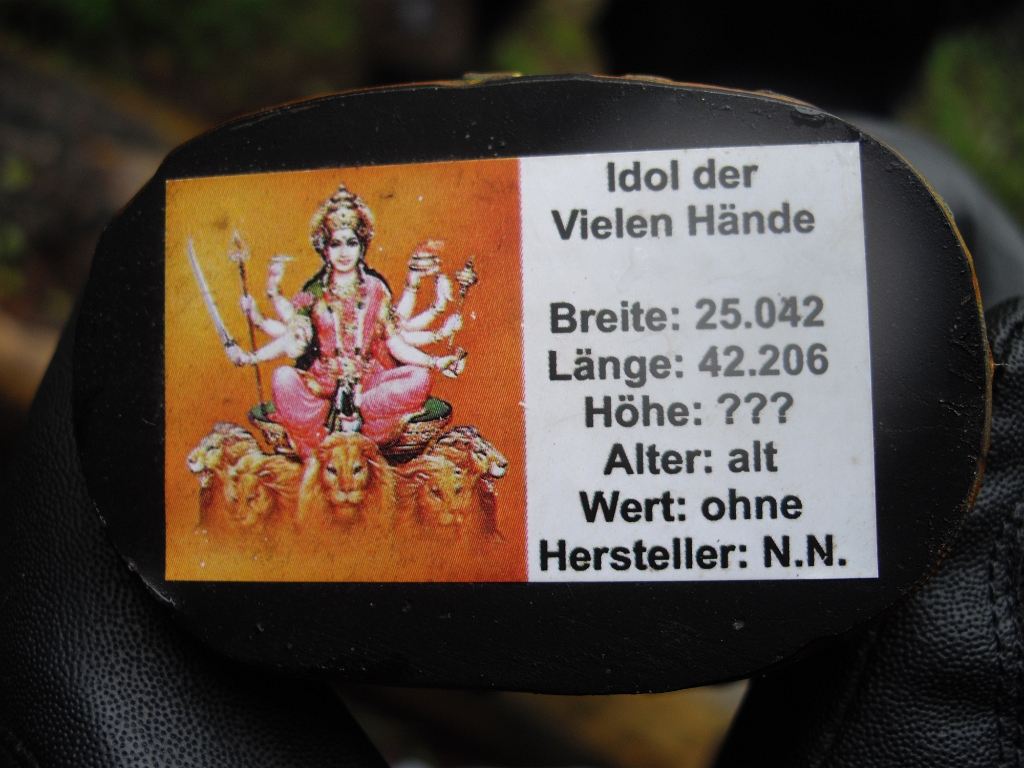 Idol der
Vielen Hände
Breite: 25.042
Länge: 42.206
Höhe: ???
Alter: alt
Wert: ohne
Hersteller: N.N.